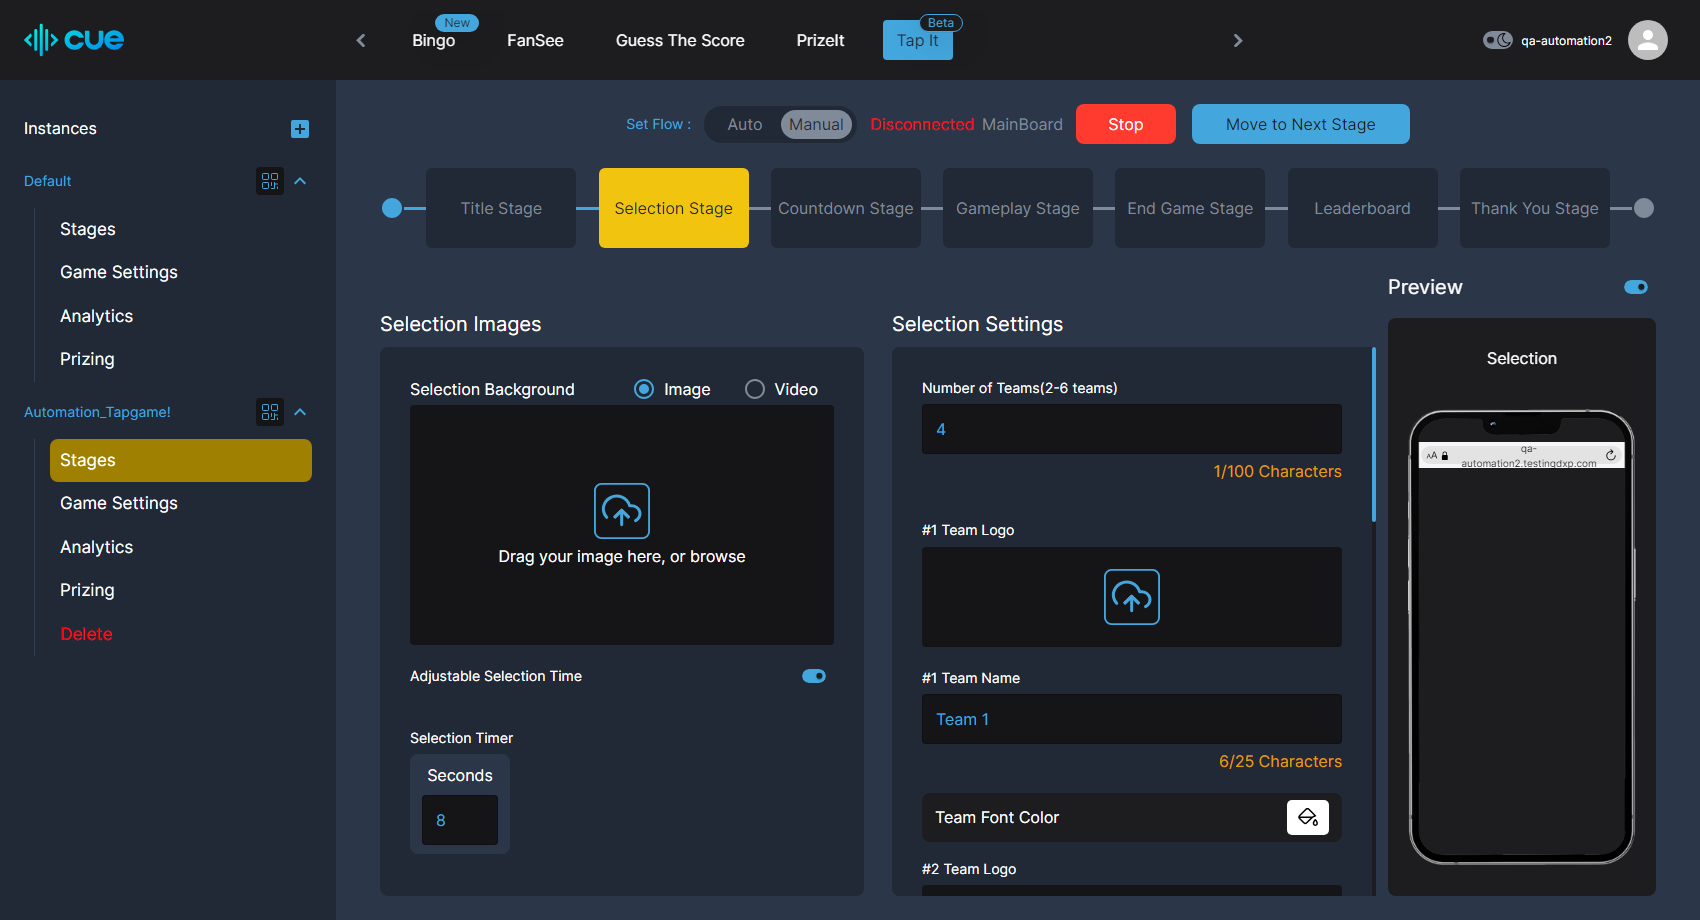 cue
New
Bingo
FanSee
Guess The Score
PrizeIt
Beta
Tap It
qa-automation2
Instances
Default
Stages
Game Settings
Analytics
Prizing
Automation_Tapgame!
Stages
Game Settings
Analytics
Prizing
Delete
Set Flow :
Auto
Manual
Disconnected MainBoard
Stop
Move to Next Stage
Title Stage
Selection Stage
Countdown Stage
Gameplay Stage
End Game Stage
Leaderboard
Thank You Stage
Selection Images
Selection Background
Image
Video
Drag your image here, or browse
Adjustable Selection Time
Selection Timer
Seconds
8
Selection Settings
Number of Teams(2-6 teams)
4
1/100 Characters
#1 Team Logo
#1 Team Name
Team 1
6/25 Characters
Team Font Color
#2 Team Logo
Preview
Selection
AA
qa-
automation2.testingdxp.com